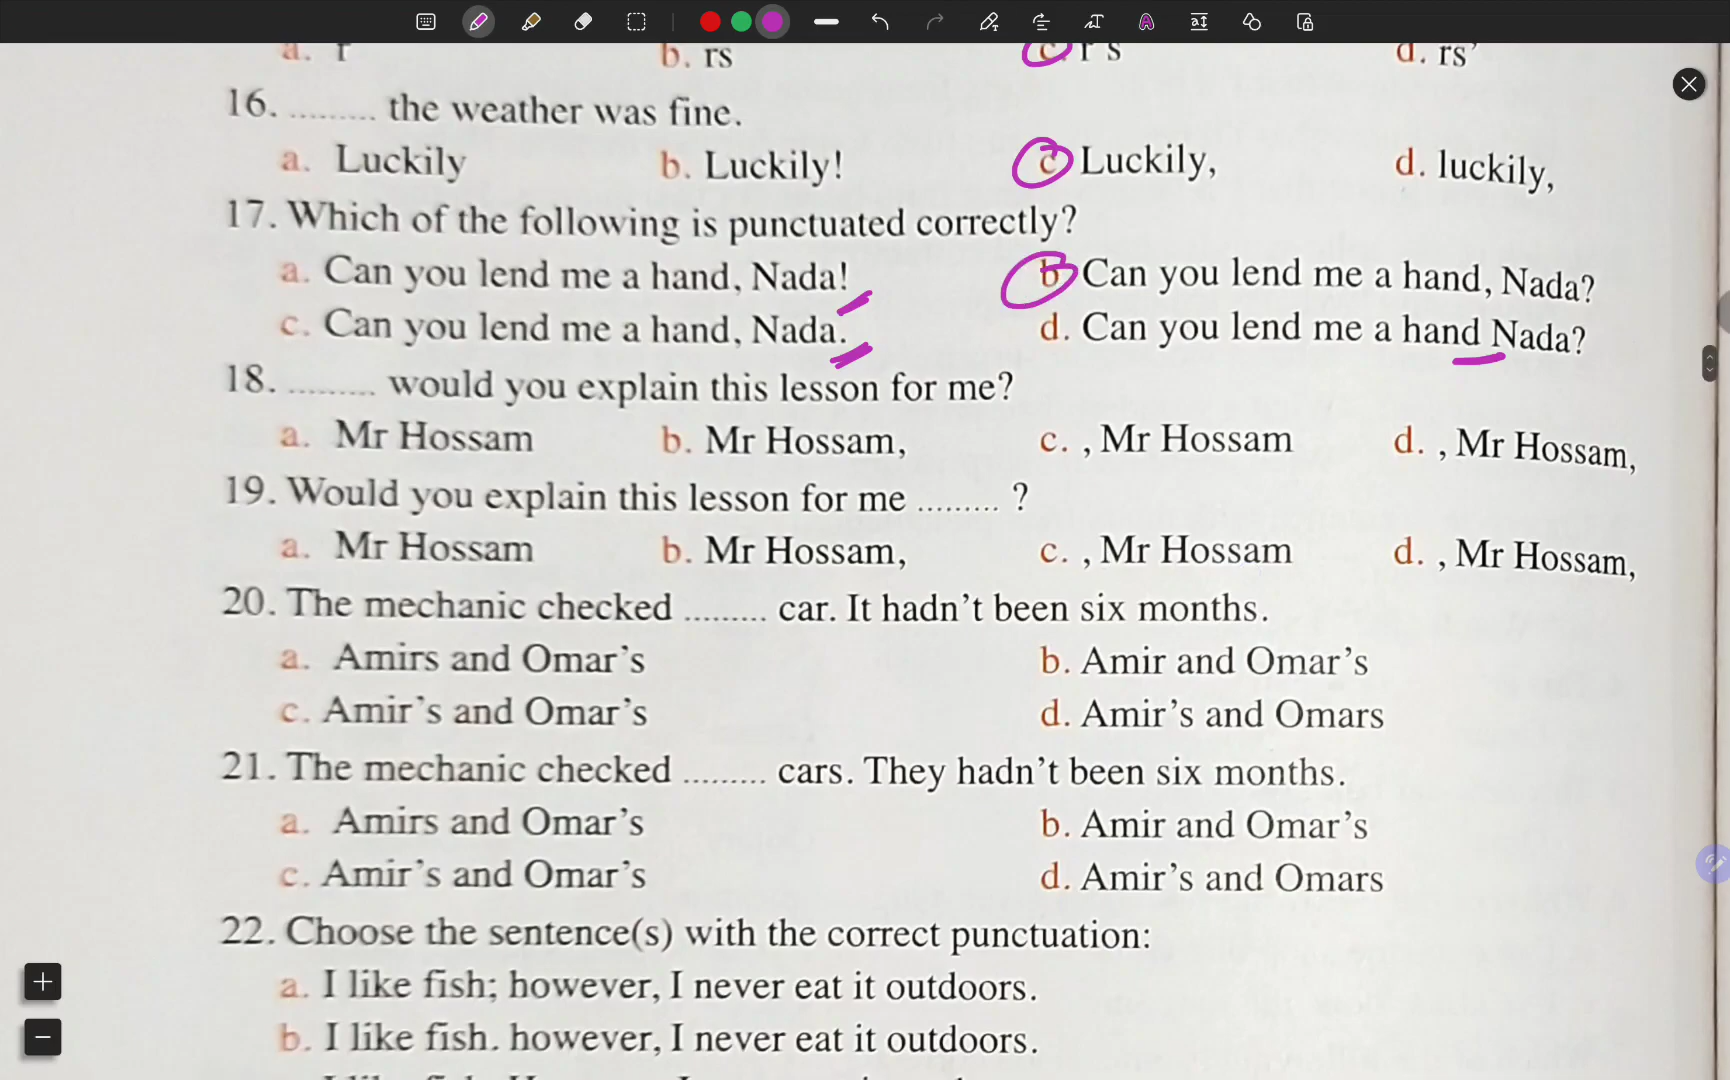 a. r b. rs c. r's d. rs'
16. ......... the weather was fine.
a. Luckily b. Luckily! c Luckily, d. luckily,
17. Which of the following is punctuated correctly?
a. Can you lend me a hand, Nada! b Can you lend me a hand, Nada?
c. Can you lend me a hand, Nada. d. Can you lend me a hand Nada?
18. ......... would you explain this lesson for me?
a. Mr Hossam b. Mr Hossam, c. , Mr Hossam d. , Mr Hossam,
19. Would you explain this lesson for me ......... ?
a. Mr Hossam b. Mr Hossam, c. , Mr Hossam d. , Mr Hossam,
20. The mechanic checked ......... car. It hadn't been six months.
a. Amirs and Omar's b. Amir and Omar's
c. Amir's and Omar's d. Amir's and Omars
21. The mechanic checked ......... cars. They hadn't been six months.
a. Amirs and Omar's b. Amir and Omar's
c. Amir's and Omar's d. Amir's and Omars
22. Choose the sentence(s) with the correct punctuation:
a. I like fish; however, I never eat it outdoors.
b. I like fish. however, I never eat it outdoors.